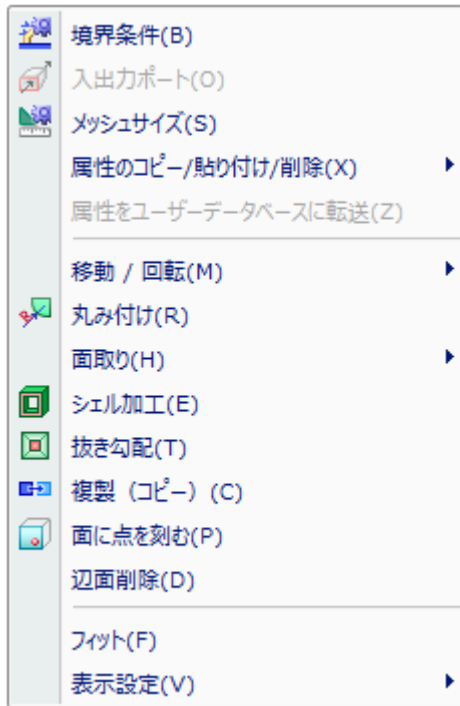 境界条件(B)
入出力ポート(O)
メッシュサイズ(S)
属性のコピー/貼り付け/削除(X)
属性をユーザーデータベースに転送(Z)
移動 / 回転(M)
丸み付け(R)
面取り(H)
シェル加工(E)
抜き勾配(T)
複製（コピー）(C)
面に点を刻む(P)
辺面削除(D)
フィット(F)
表示設定(V)